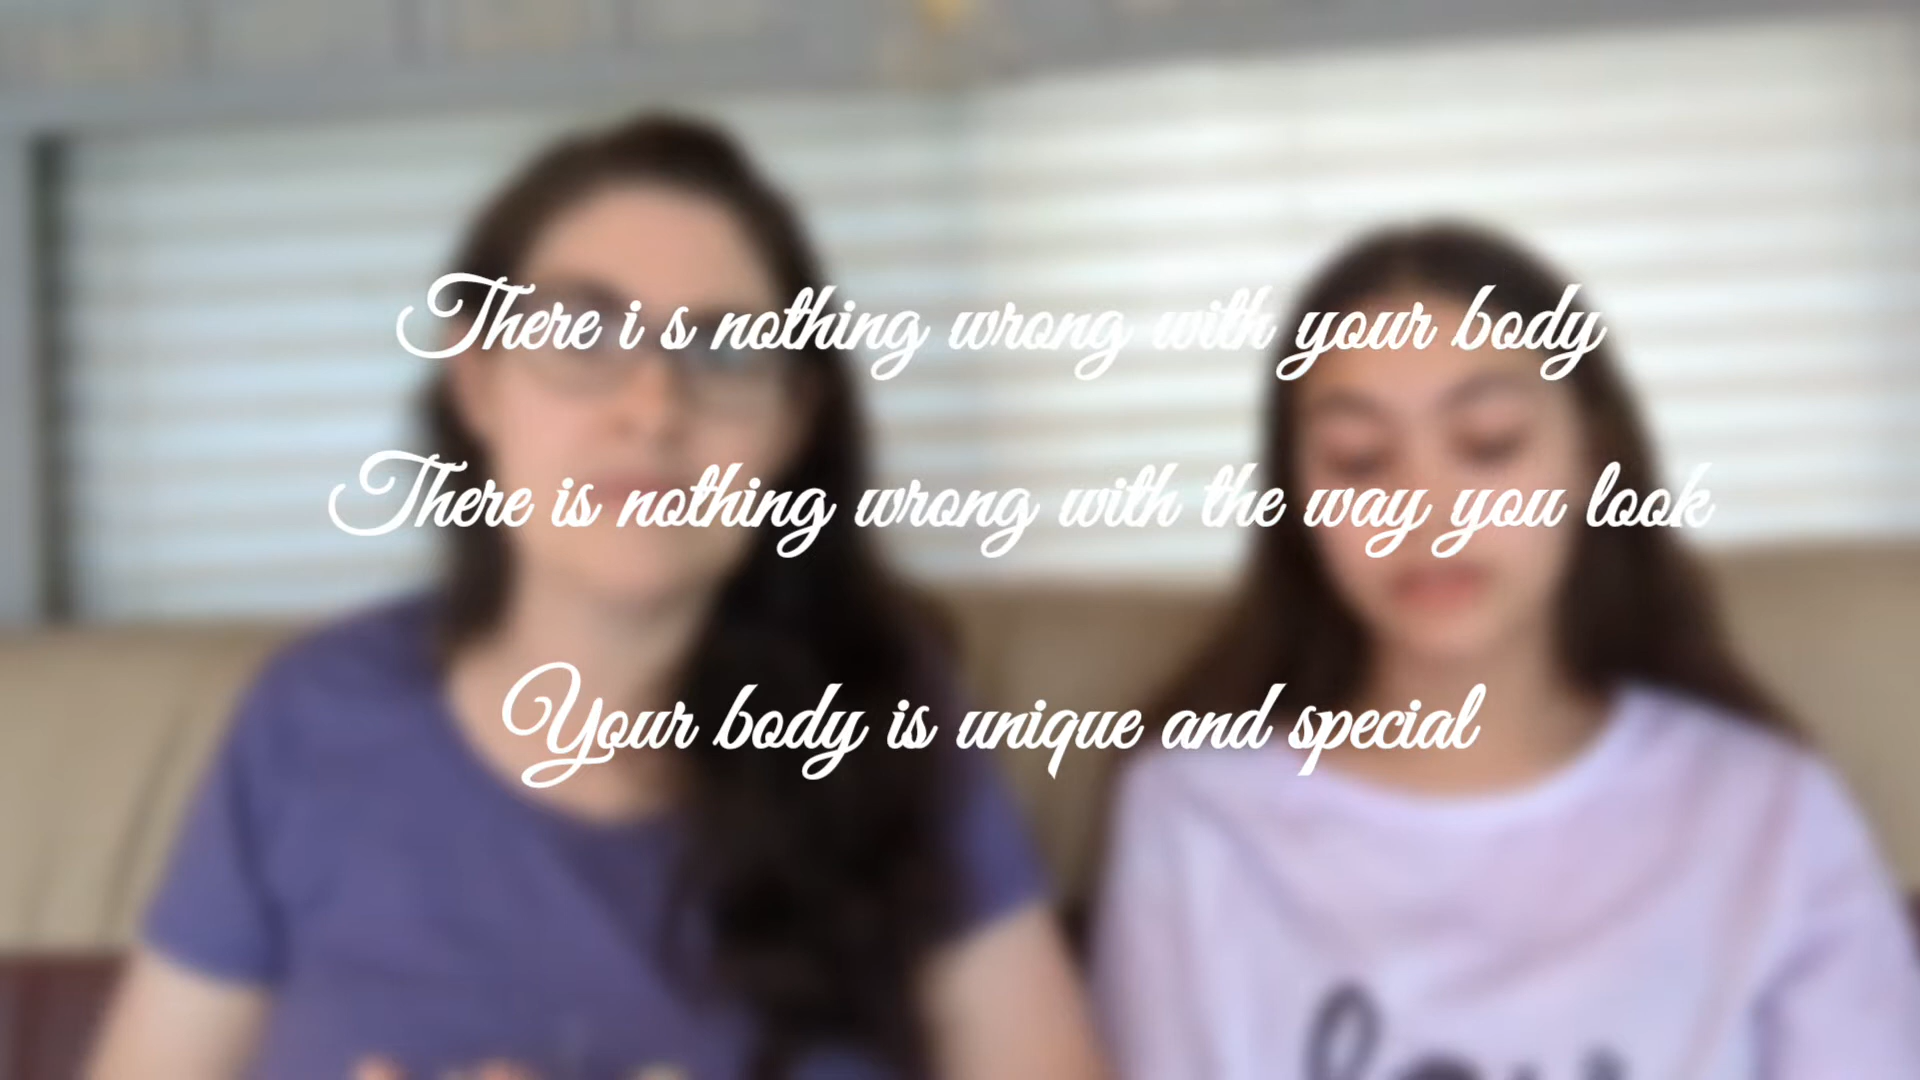 There i s nothing wrong with your body
There is nothing wrong with the way you look
Your body is unique and special